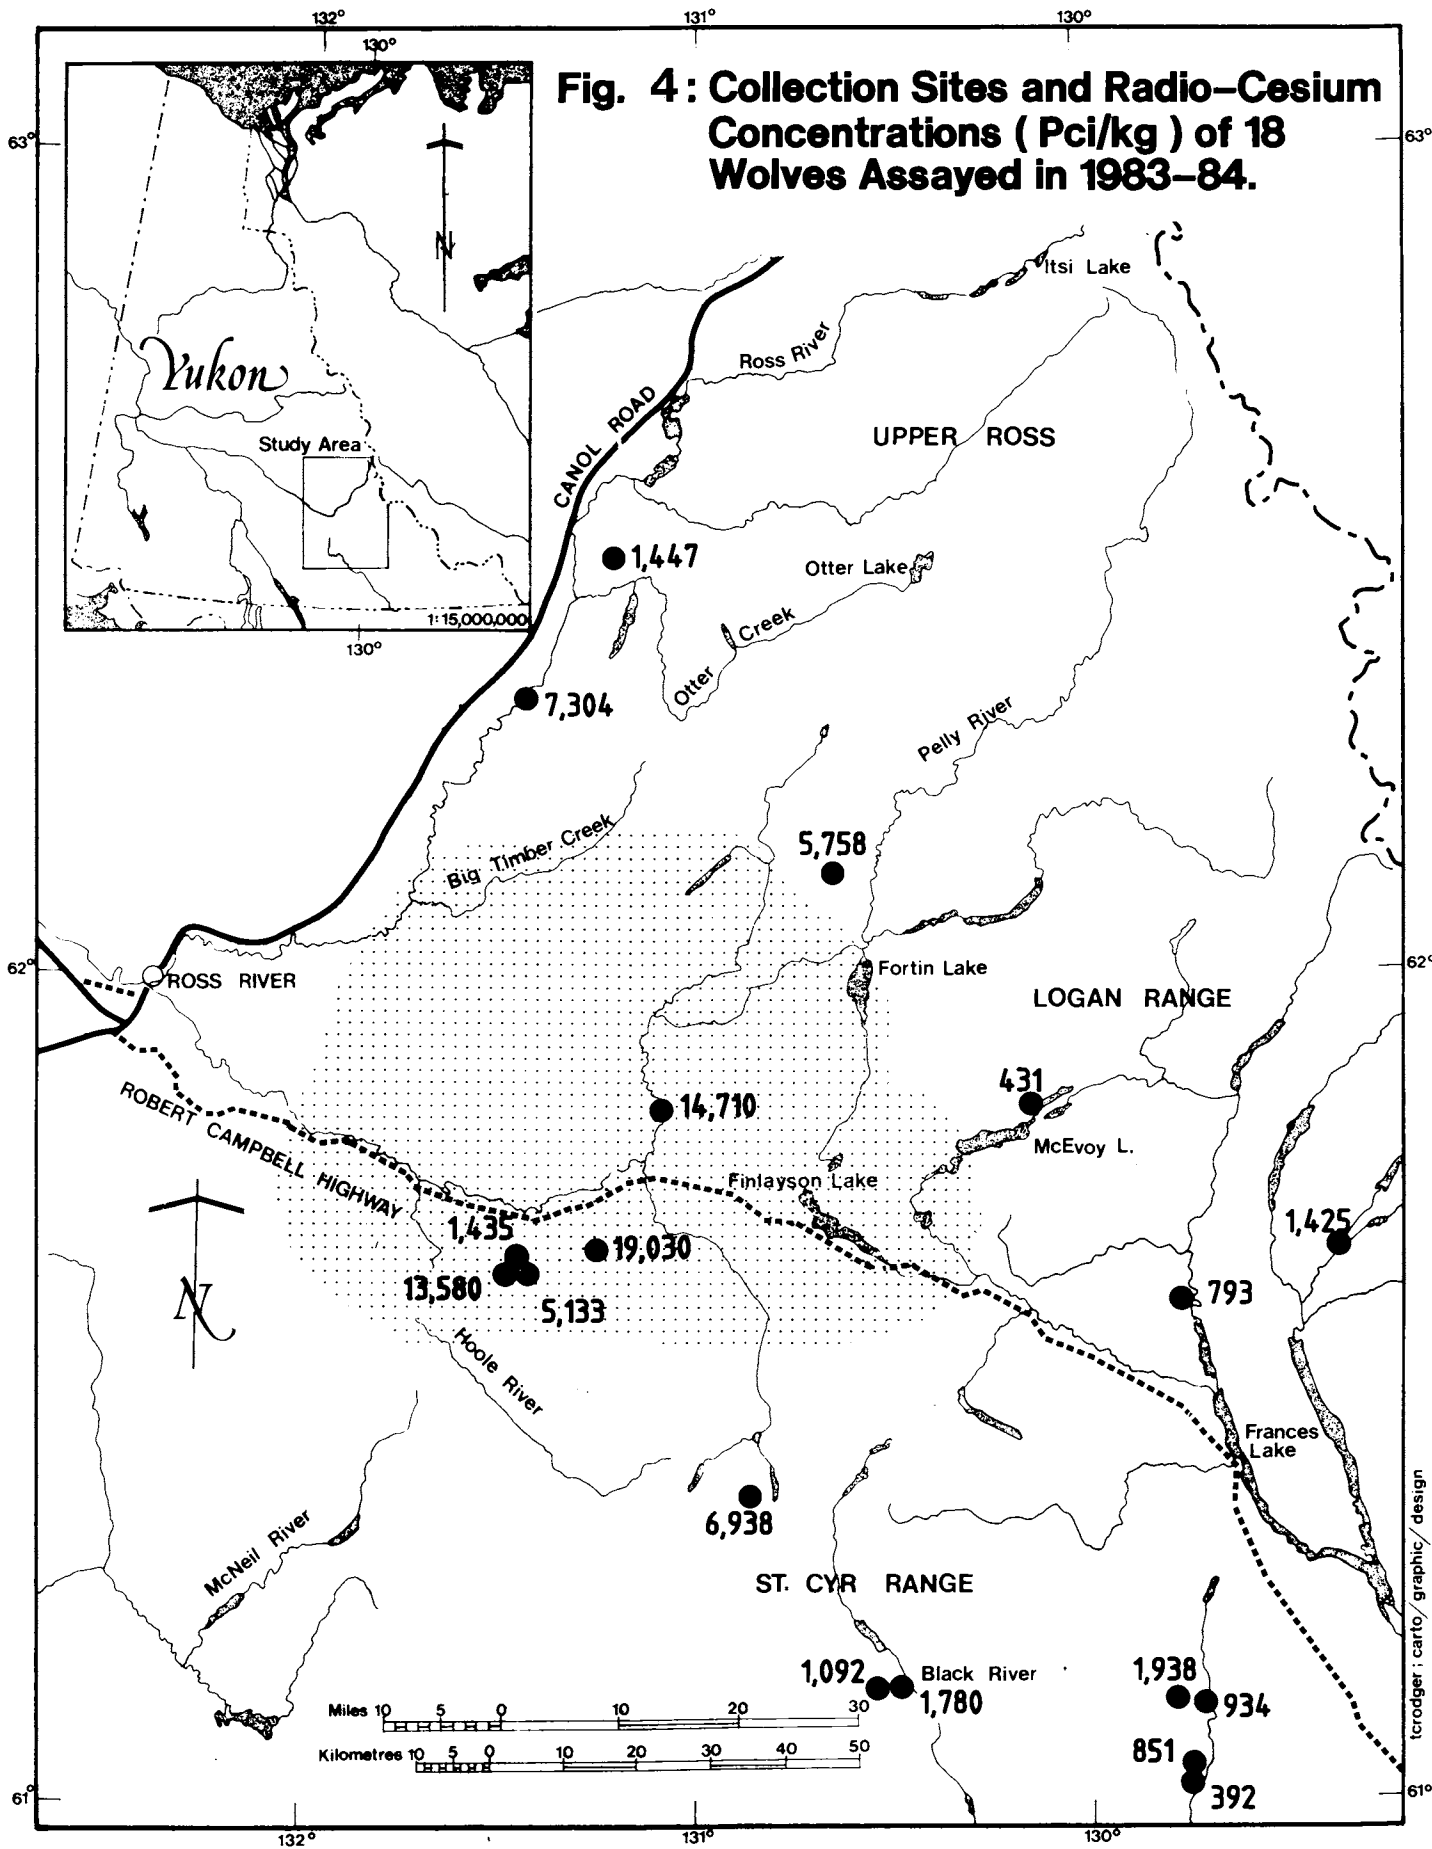 132°
131°
130°
130°
Fig. 4: Collection Sites and Radio–Cesium
Concentrations ( Pci/kg ) of 18
Wolves Assayed in 1983–84.
63°
63°
N
Yukon
Study Area
1:15,000,000
130°
Itsi Lake
Ross River
CANOL ROAD
UPPER ROSS
1,447
Otter Lake
Otter Creek
7,304
Pelly River
5,758
Big Timber Creek
62°
62°
ROSS RIVER
Fortin Lake
LOGAN RANGE
431
14,710
McEvoy L.
ROBERT CAMPBELL HIGHWAY
Finlayson Lake
1,435
19,030
1,425
13,580
5,133
793
N
Hoole River
Frances
Lake
6,938
McNeil River
ST. CYR RANGE
1,092
Black River
1,780
1,938
934
851
392
Miles 10 5 0 10 20 30
Kilometres 10 5 0 10 20 30 40 50
61°
61°
132°
131°
130°
tcrodger : carto/graphic/design